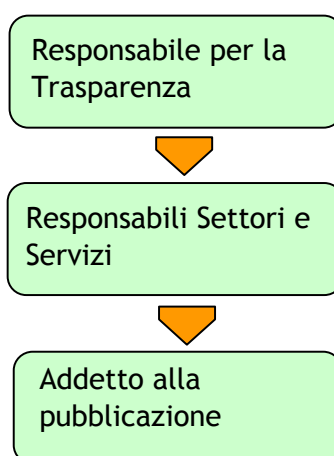 Responsabile per la
Trasparenza
Responsabili Settori e
Servizi
Addetto alla
pubblicazione